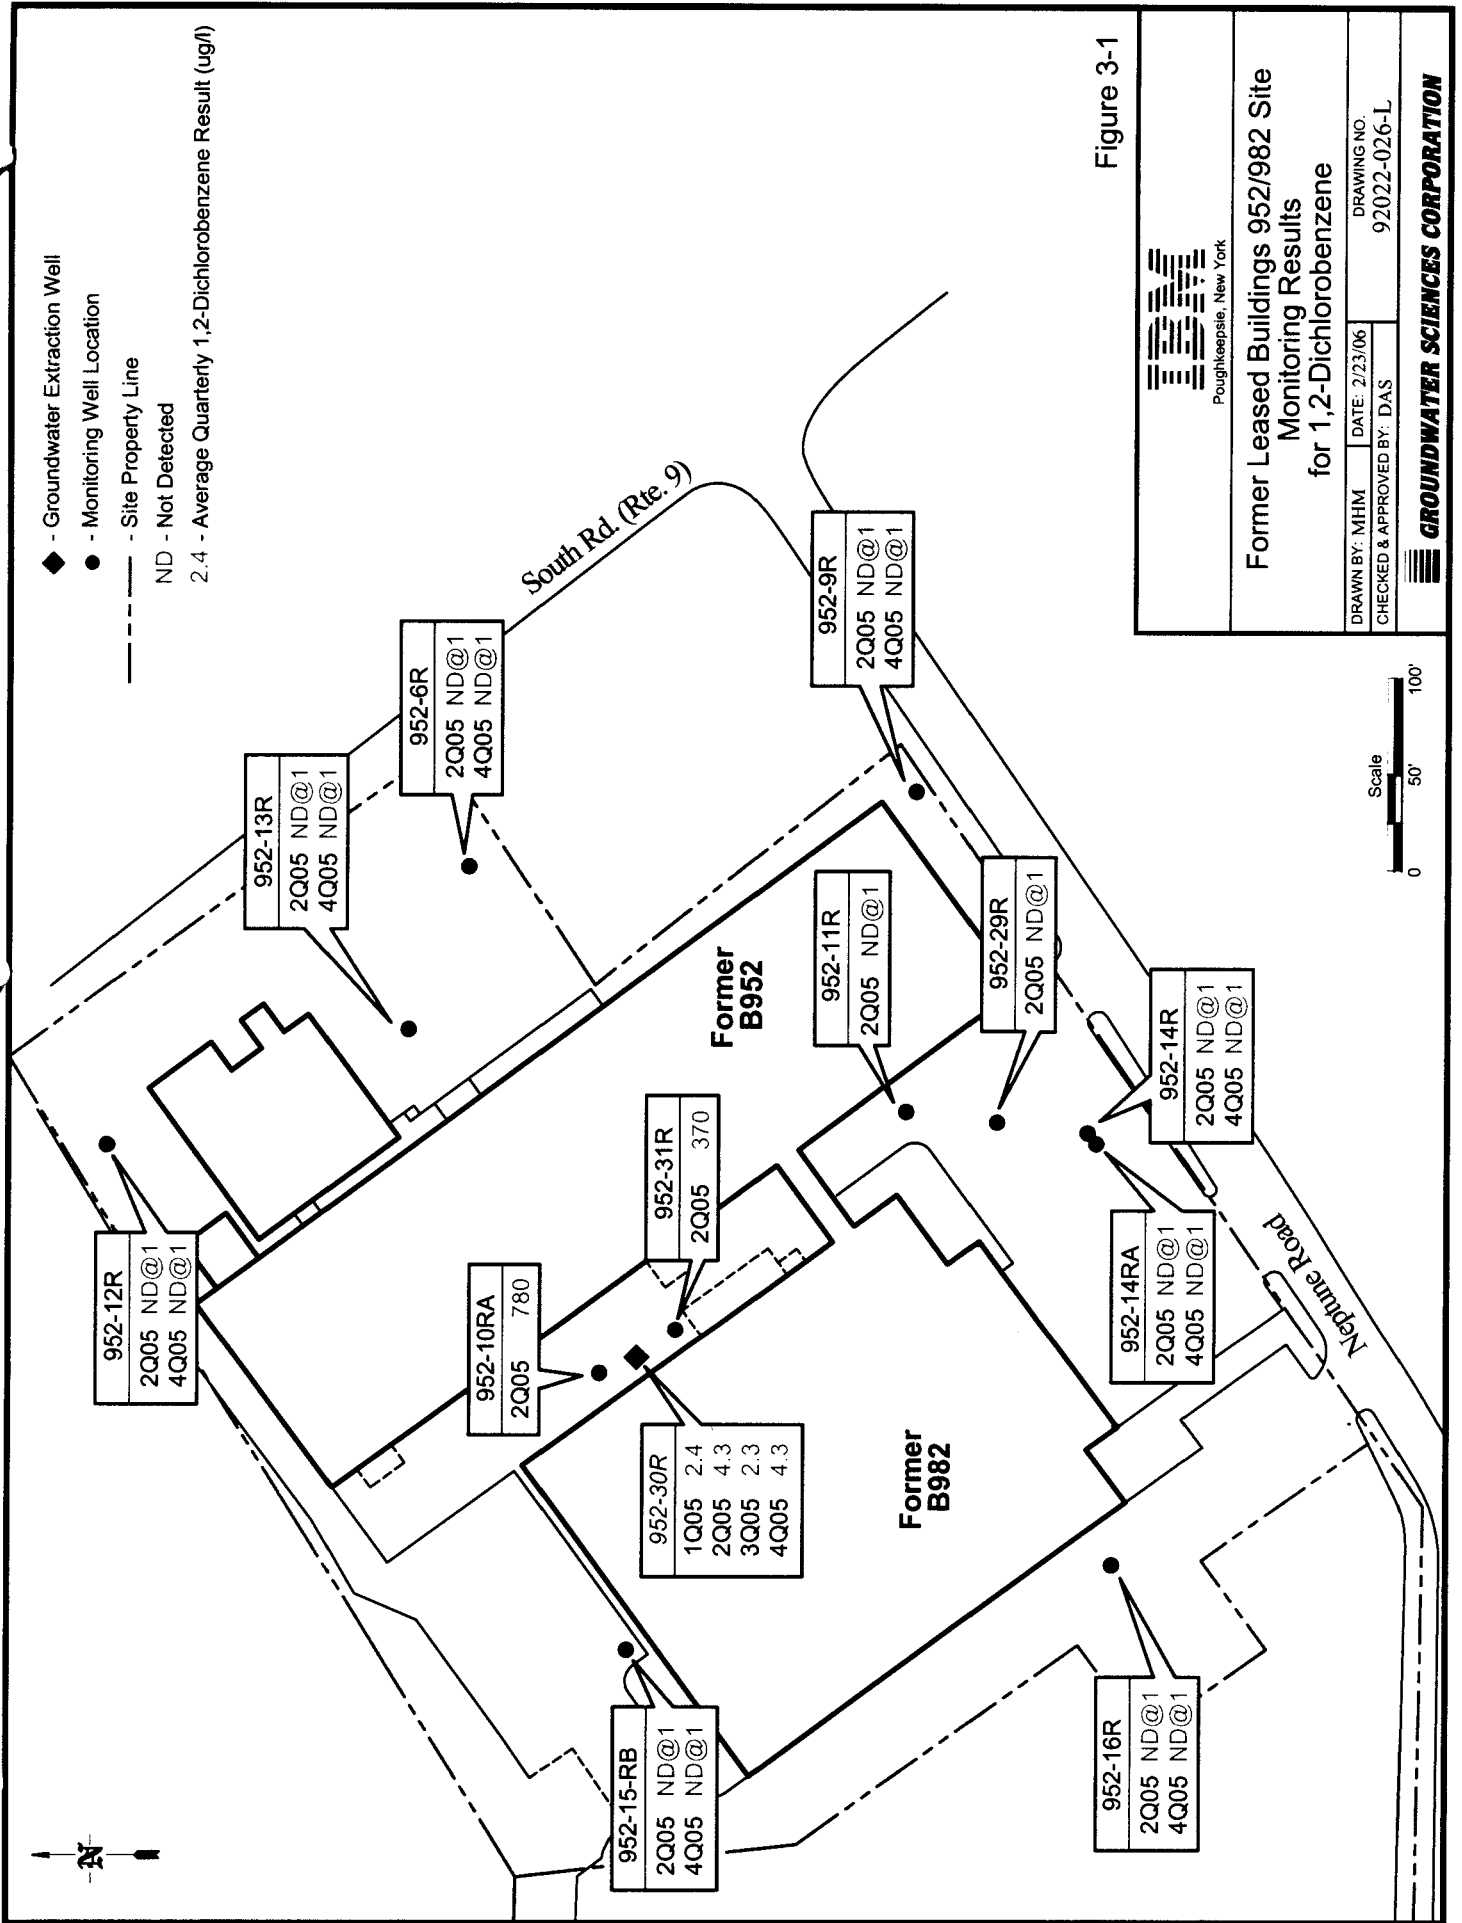 - Groundwater Extraction Well
- Monitoring Well Location
- Site Property Line
ND - Not Detected
2.4 - Average Quarterly 1,2-Dichlorobenzene Result (ug/l)
N
South Rd. (Rte. 9)
952-12R
2Q05 ND@1
4Q05 ND@1
952-13R
2Q05 ND@1
4Q05 ND@1
952-6R
2Q05 ND@1
4Q05 ND@1
952-10RA
2Q05 780
952-31R
2Q05 370
Former
B952
952-9R
2Q05 ND@1
4Q05 ND@1
952-15-RB
2Q05 ND@1
4Q05 ND@1
952-30R
1Q05 2.4
2Q05 4.3
3Q05 2.3
4Q05 4.3
952-11R
2Q05 ND@1
Former
B982
952-29R
2Q05 ND@1
952-16R
2Q05 ND@1
4Q05 ND@1
952-14RA
2Q05 ND@1
4Q05 ND@1
952-14R
2Q05 ND@1
4Q05 ND@1
Neptune Road
Scale
0 50' 100'
Figure 3-1
IBM
Poughkeepsie, New York
Former Leased Buildings 952/982 Site
Monitoring Results
for 1,2-Dichlorobenzene
DRAWN BY: MHM DATE: 2/23/06
CHECKED & APPROVED BY: DAS
DRAWING NO.
92022-026-L
GROUNDWATER SCIENCES CORPORATION